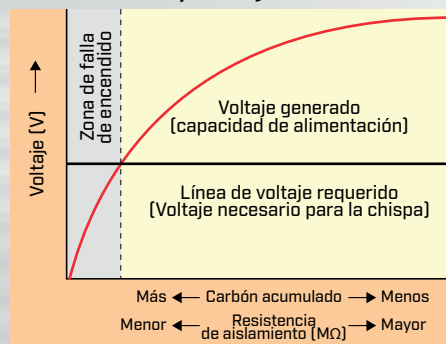 Voltaje (V)
Zona de falla
de encendido
Voltaje generado
(capacidad de alimentación)
Línea de voltaje requerido
(Voltaje necesario para la chispa)
Más ← Carbón acumulado → Menos
Menor ← Resistencia de aislamiento (MΩ) → Mayor